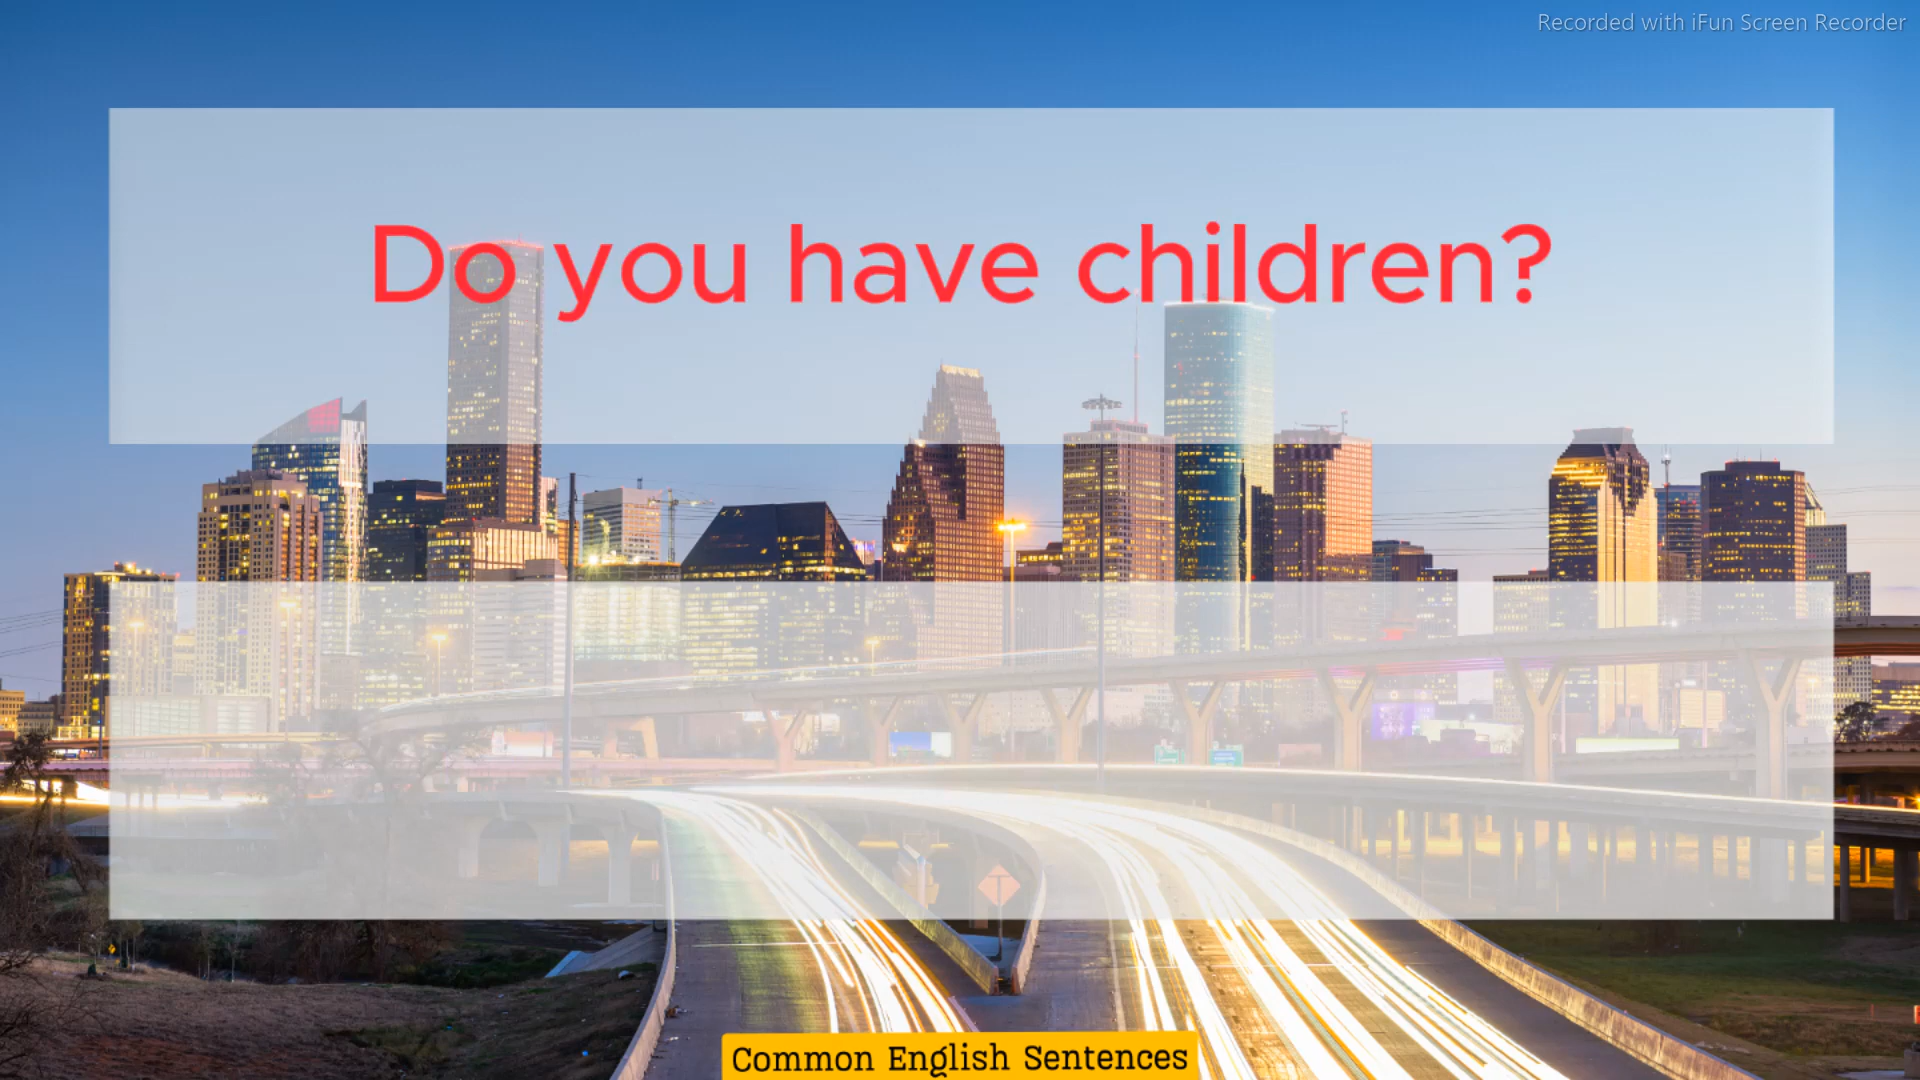 Recorded with iFun Screen Recorder
Do you have children?
Common English Sentences